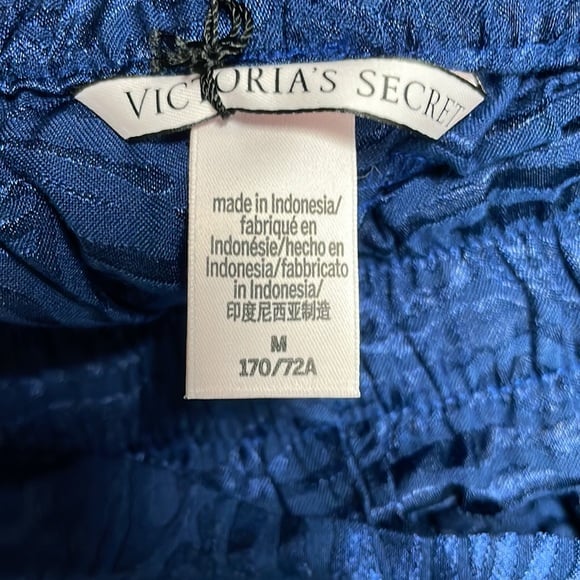 VICTORIA'S SECRET
made in Indonesia/
fabriqué en
Indonésie/hecho en
Indonesia/fabbricato
in Indonesia/
印度尼西亚制造
M
170/72A